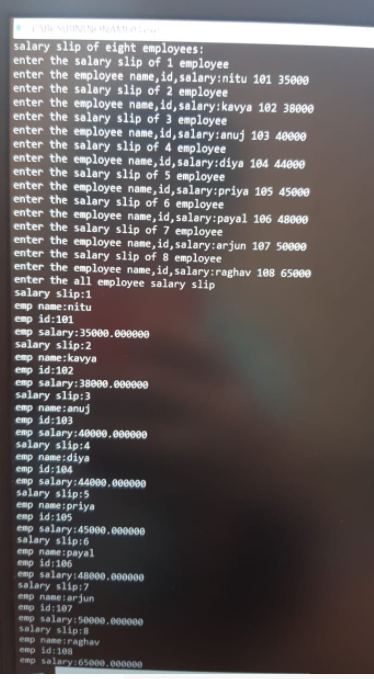 salary slip of eight employees:
enter the salary slip of 1 employee
enter the employee name,id,salary:nitu 101 35000
enter the salary slip of 2 employee
enter the employee name,id,salary:kavya 102 38000
enter the salary slip of 3 employee
enter the employee name,id,salary:anuj 103 40000
enter the salary slip of 4 employee
enter the employee name,id,salary:diya 104 44000
enter the salary slip of 5 employee
enter the employee name,id,salary:priya 105 45000
enter the salary slip of 6 employee
enter the employee name,id,salary:payal 106 48000
enter the salary slip of 7 employee
enter the employee name,id,salary:arjun 107 50000
enter the salary slip of 8 employee
enter the employee name,id,salary:raghav 108 65000
enter the all employee salary slip
salary slip:1
emp name:nitu
emp id:101
emp salary:35000.000000
salary slip:2
emp name:kavya
emp id:102
emp salary:38000.000000
salary slip:3
emp name:anuj
emp id:103
emp salary:40000.000000
salary slip:4
emp name:diya
emp id:104
emp salary:44000.000000
salary slip:5
emp name:priya
emp id:105
emp salary:45000.000000
salary slip:6
emp name:payal
emp id:106
emp salary:48000.000000
salary slip:7
emp name:arjun
emp id:107
emp salary:50000.000000
salary slip:8
emp name:raghav
emp id:108
emp salary:65000.000000